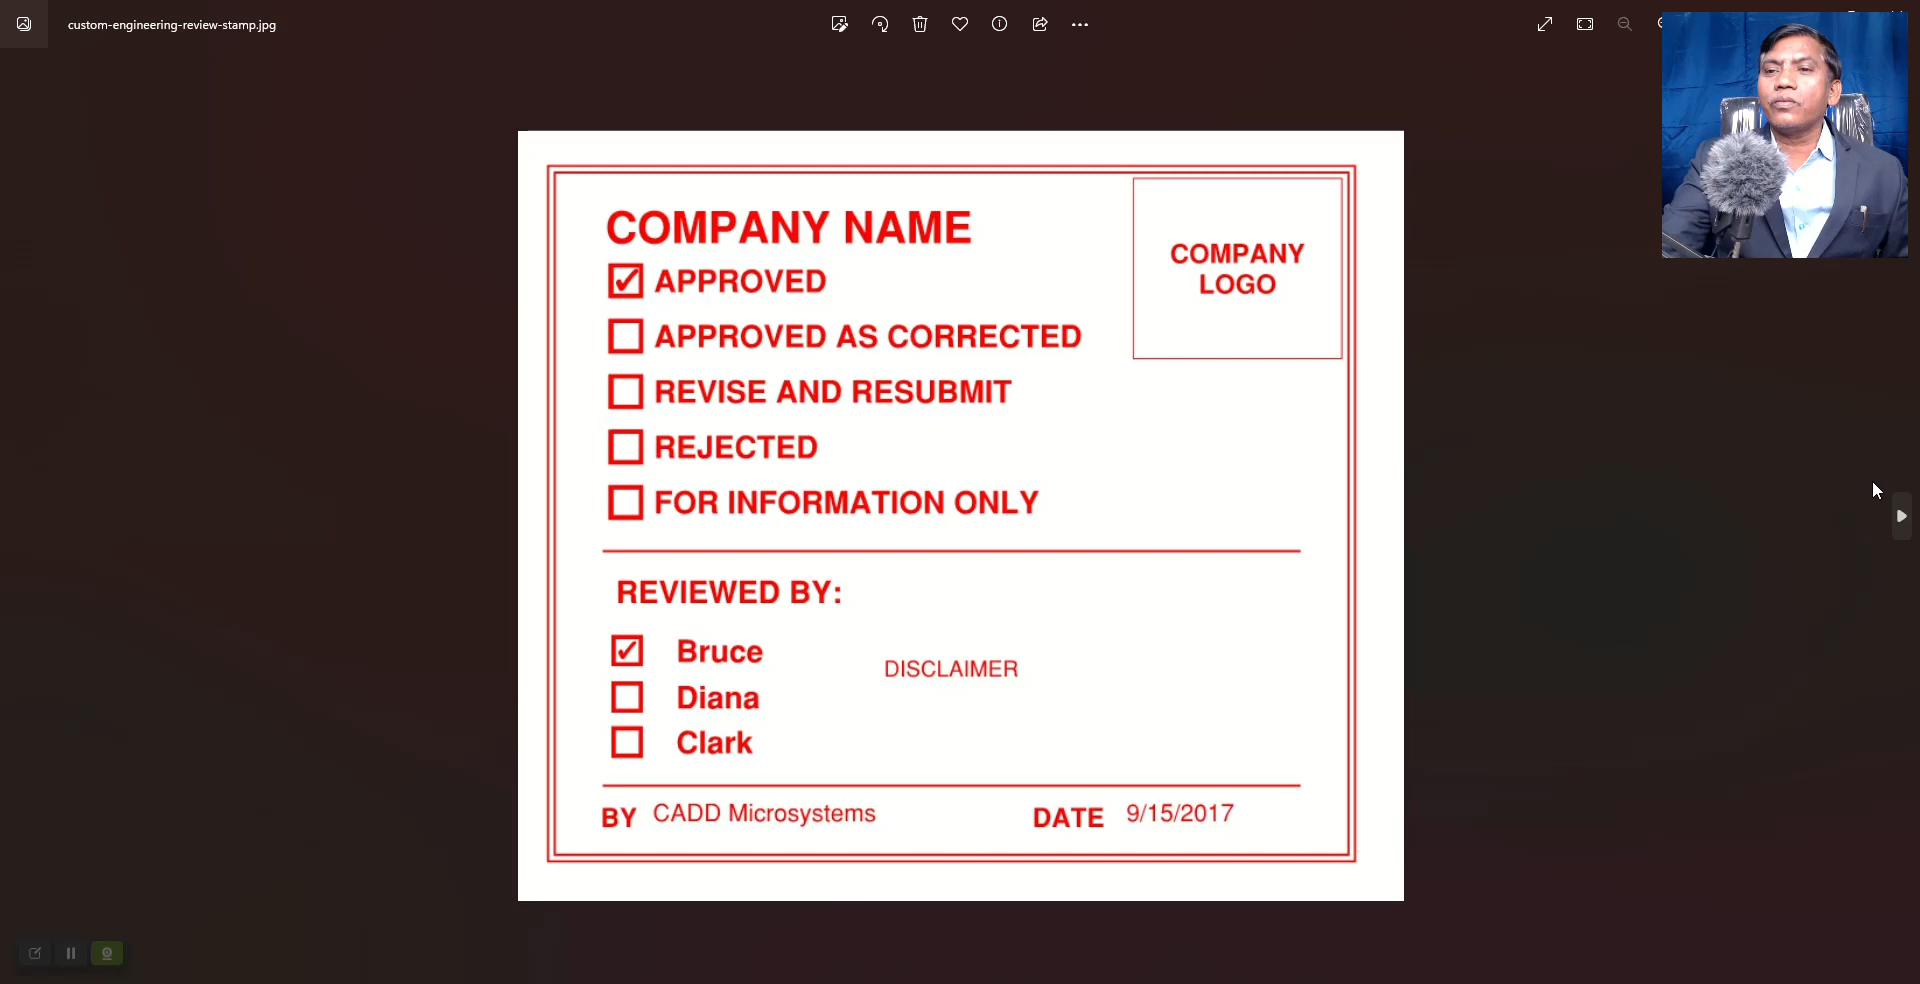 custom-engineering-review-stamp.jpg
COMPANY NAME
COMPANY
LOGO
APPROVED
APPROVED AS CORRECTED
REVISE AND RESUBMIT
REJECTED
FOR INFORMATION ONLY
REVIEWED BY:
Bruce
DISCLAIMER
Diana
Clark
BY CADD Microsystems DATE 9/15/2017